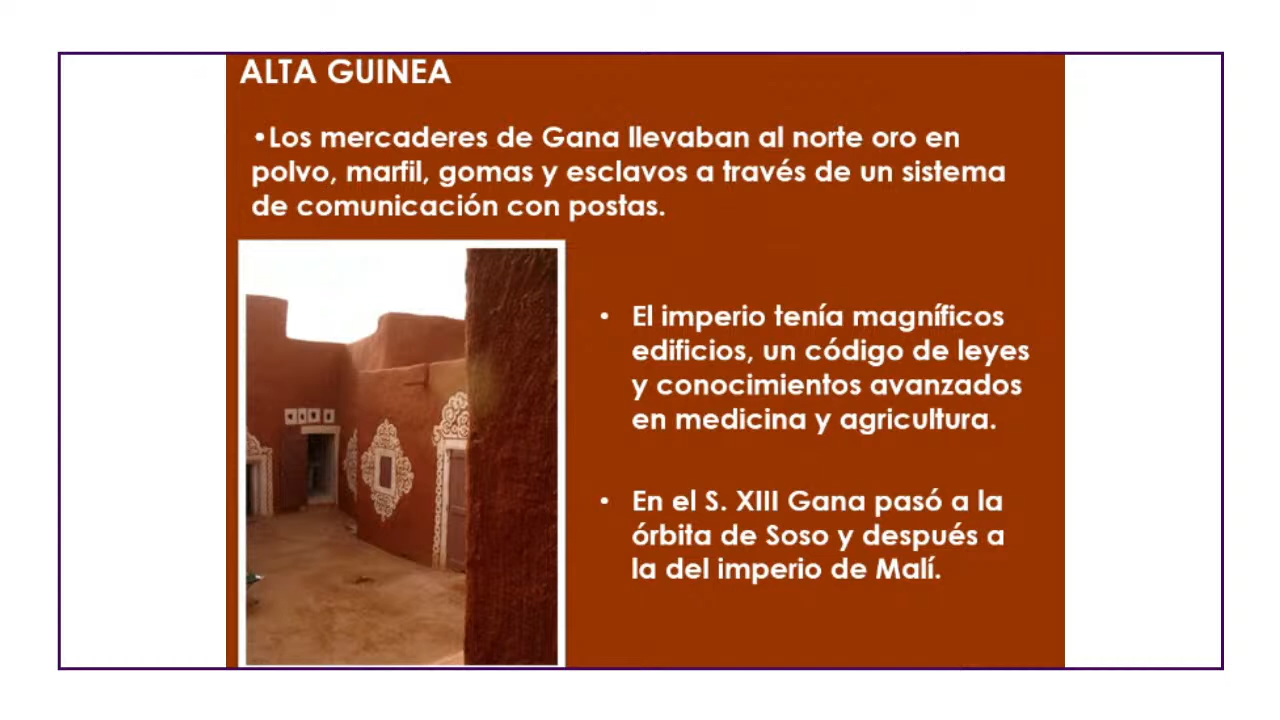 ALTA GUINEA
•Los mercaderes de Gana llevaban al norte oro en
polvo, marfil, gomas y esclavos a través de un sistema
de comunicación con postas.
• El imperio tenía magníficos
edificios, un código de leyes
y conocimientos avanzados
en medicina y agricultura.
• En el S. XIII Gana pasó a la
órbita de Soso y después a
la del imperio de Malí.